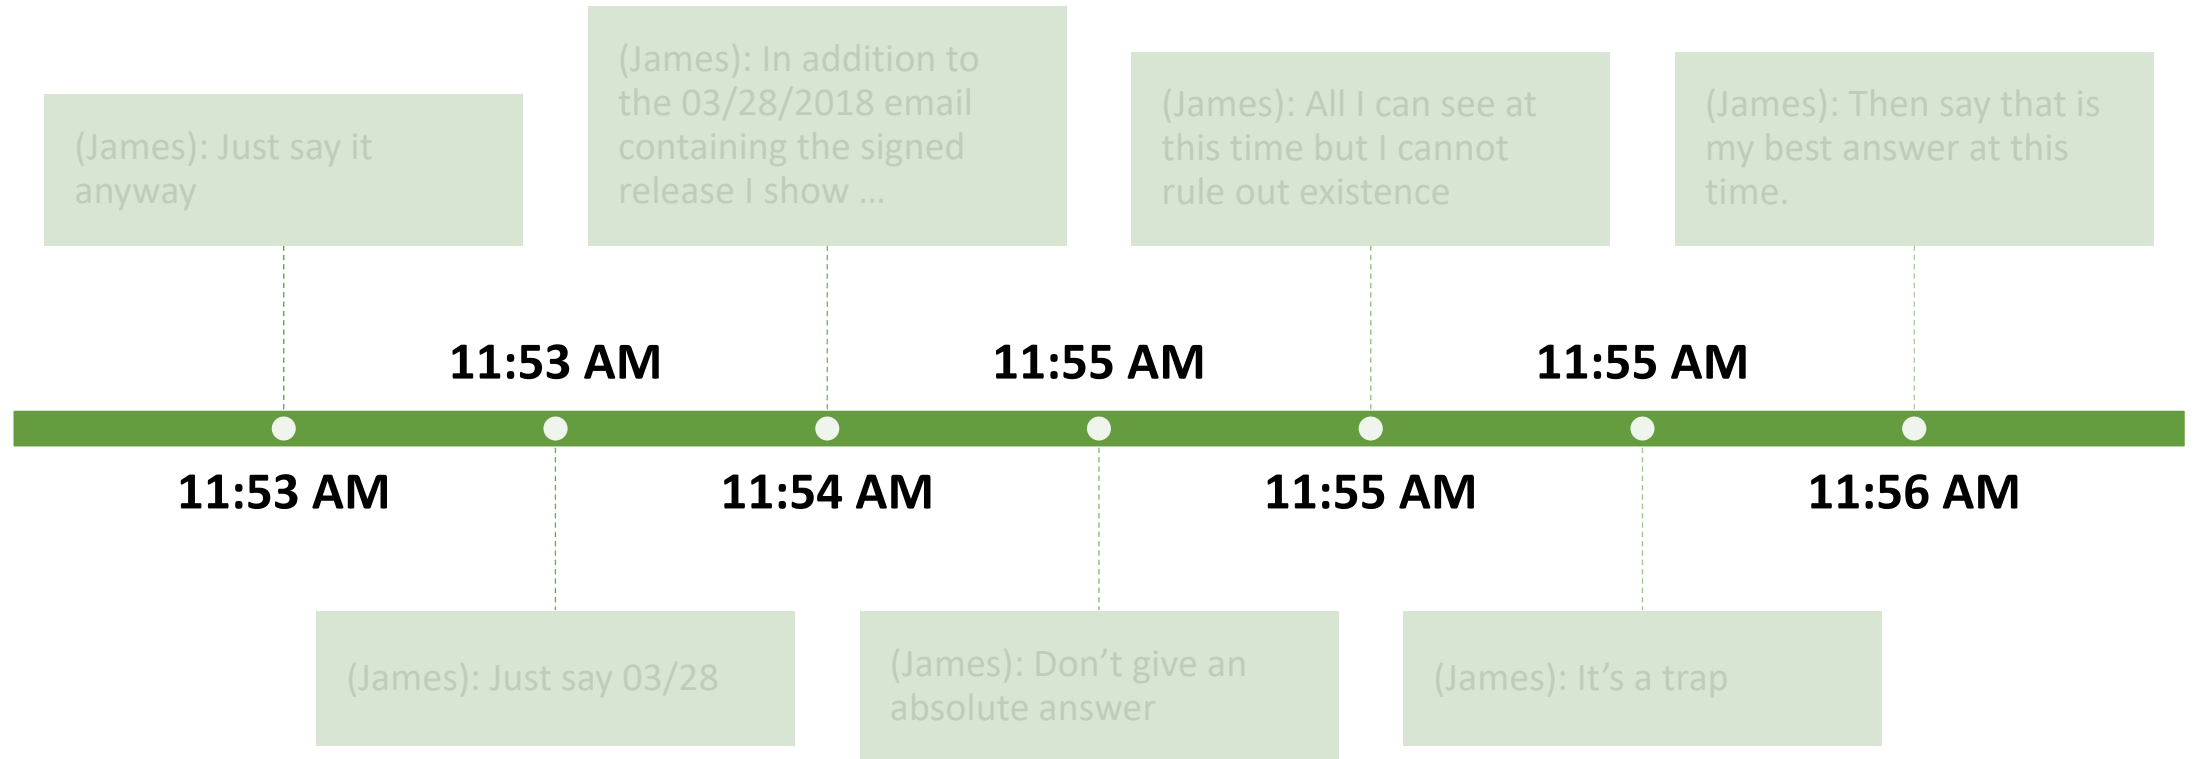 (James): Just say it
anyway
11:53 AM
11:53 AM
(James): Just say 03/28
(James): In addition to
the 03/28/2018 email
containing the signed
release I show ...
11:54 AM
11:55 AM
(James): Don’t give an
absolute answer
(James): All I can see at
this time but I cannot
rule out existence
11:55 AM
11:55 AM
(James): It’s a trap
(James): Then say that is
my best answer at this
time.
11:56 AM